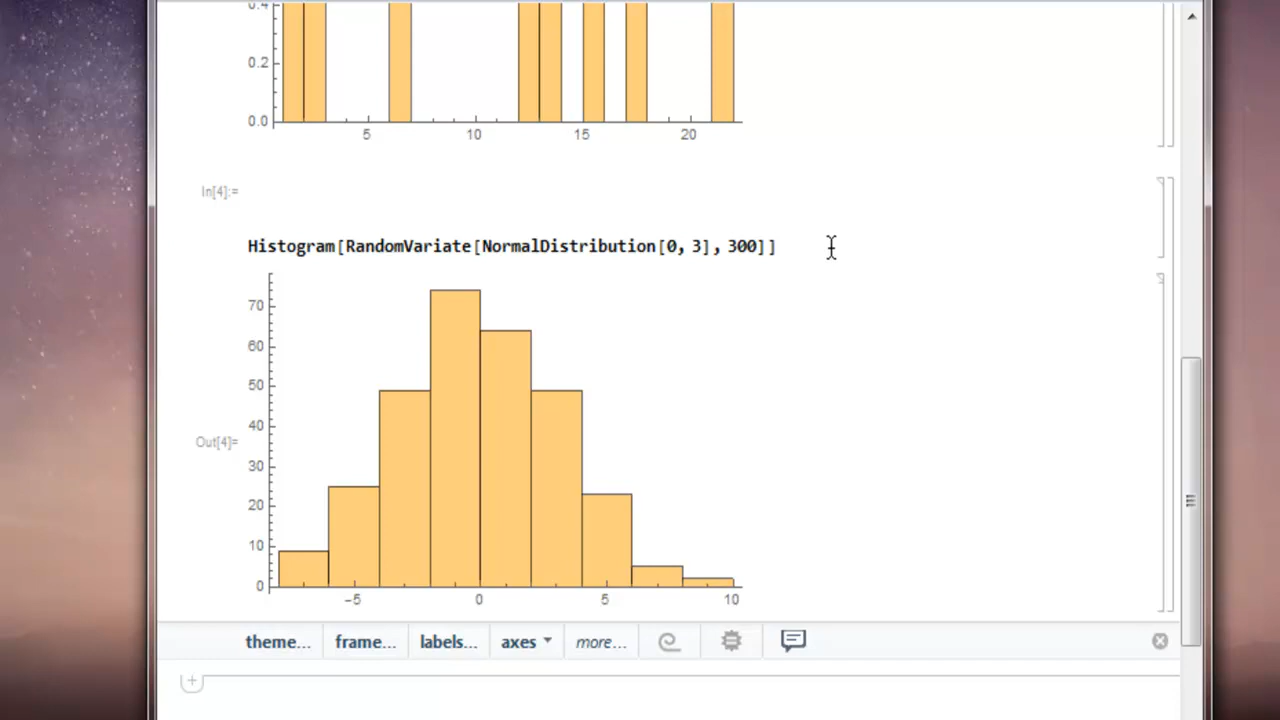 0.4
0.2
0.0
5 10 15 20
In[4]:=
Histogram[RandomVariate[NormalDistribution[0, 3], 300]]
70
60
50
40
Out[4]=
30
20
10
0
-5 0 5 10
theme... frame... labels... axes more...